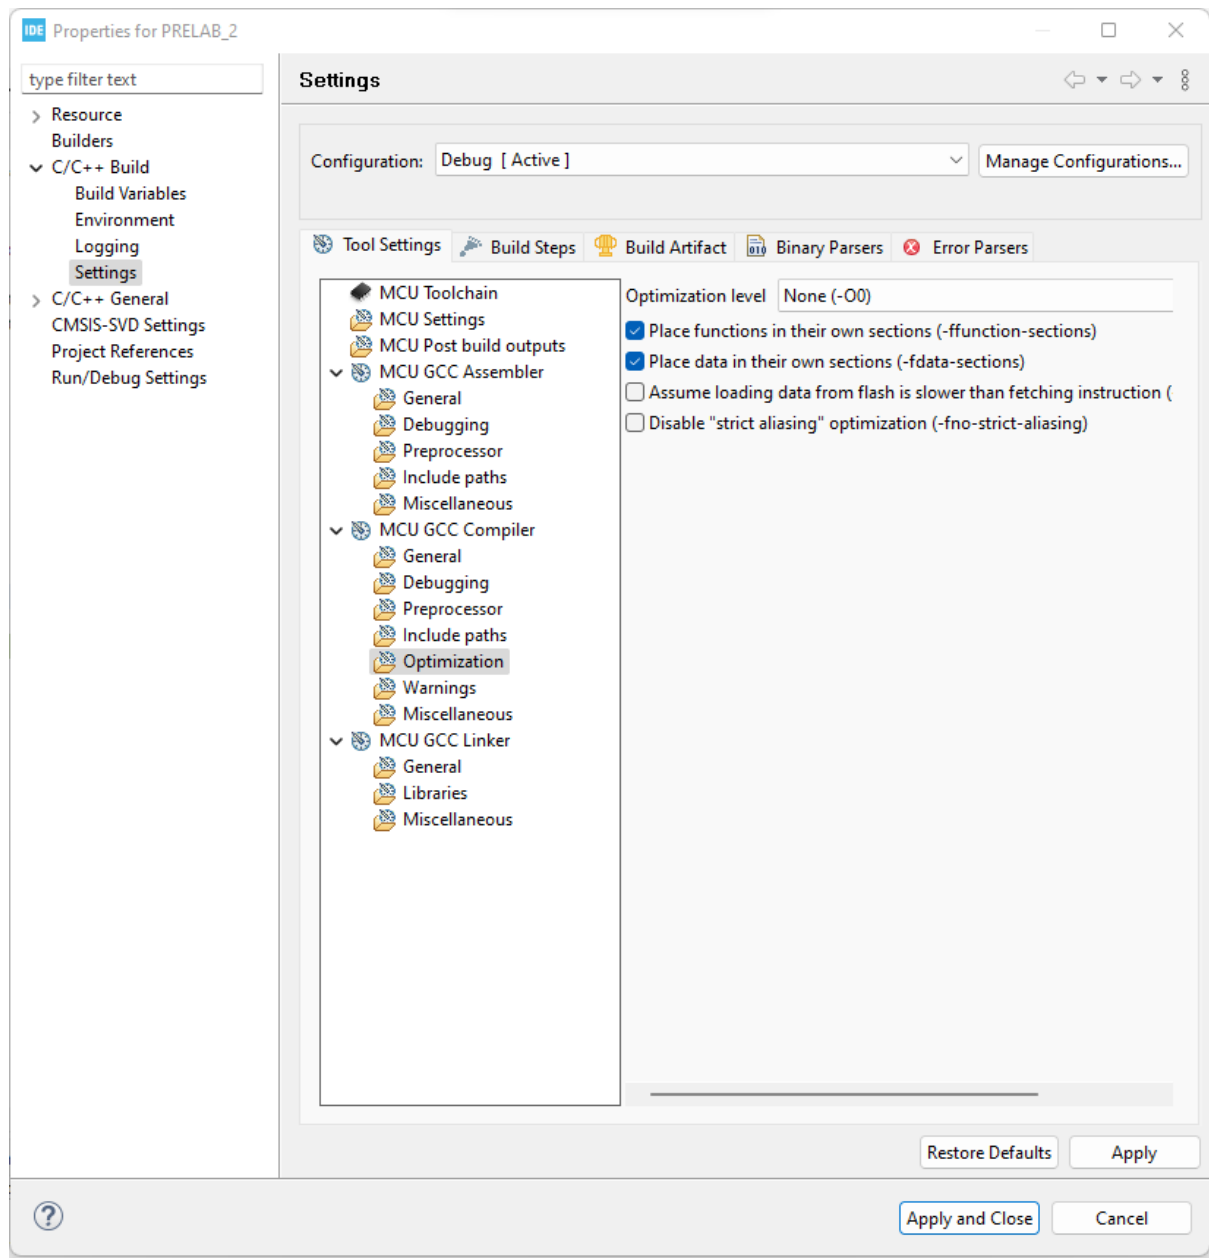 IDE Properties for PRELAB_2
type filter text
Resource
Builders
C/C++ Build
Build Variables
Environment
Logging
Settings
C/C++ General
CMSIS-SVD Settings
Project References
Run/Debug Settings
Settings
Configuration: Debug [ Active ] Manage Configurations...
Tool Settings Build Steps Build Artifact Binary Parsers Error Parsers
MCU Toolchain
MCU Settings
MCU Post build outputs
MCU GCC Assembler
General
Debugging
Preprocessor
Include paths
Miscellaneous
MCU GCC Compiler
General
Debugging
Preprocessor
Include paths
Optimization
Warnings
Miscellaneous
MCU GCC Linker
General
Libraries
Miscellaneous
Optimization level None (-O0)
Place functions in their own sections (-ffunction-sections)
Place data in their own sections (-fdata-sections)
Assume loading data from flash is slower than fetching instruction (
Disable "strict aliasing" optimization (-fno-strict-aliasing)
Restore Defaults Apply
? Apply and Close Cancel